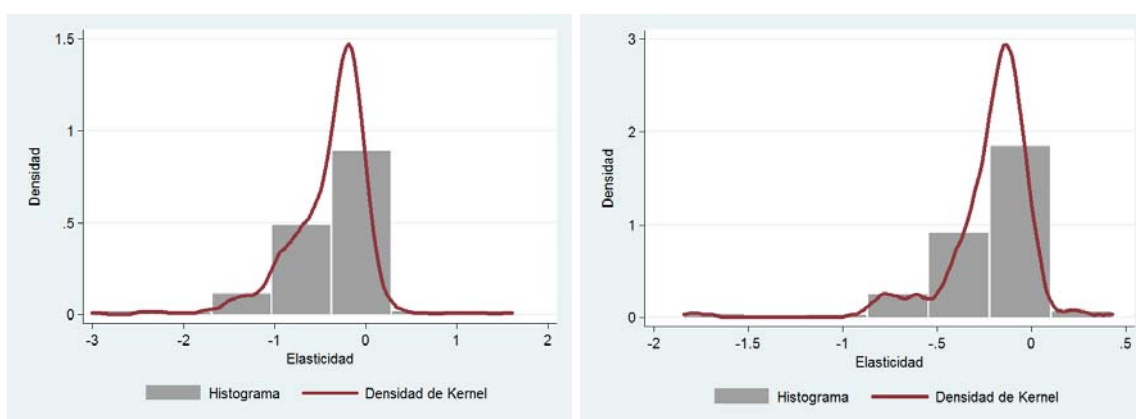 1.5
1
.5
0
Densidad
-3
-2
-1
0
1
2
Elasticidad
Histograma
Densidad de Kernel
3
2
1
0
Densidad
-2
-1.5
-1
-.5
0
.5
Elasticidad
Histograma
Densidad de Kernel